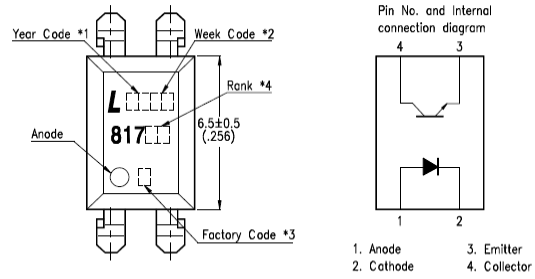 Year Code *1
Week Code *2
Rank *4
L
817
6.5±0.5
(.256)
Anode
Factory Code *3
Pin No. and Internal
connection diagram
4 3
1 2
1. Anode 3. Emitter
2. Cathode 4. Collector